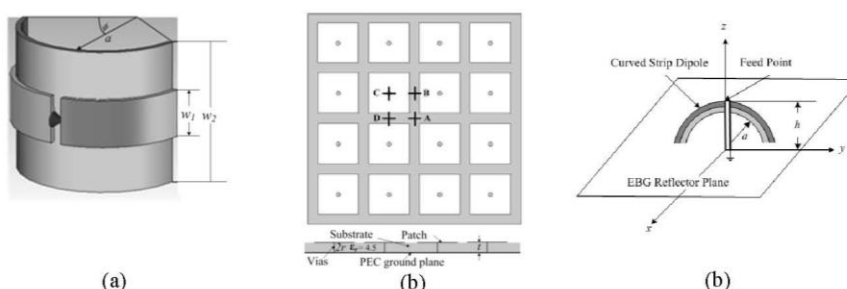 ϕ
a
w1
w2
C B
D A
Substrate Patch
2r εr = 4.5 t
Vias PEC ground plane
z
Curved Strip Dipole Feed Point
a h
y
EBG Reflector Plane
x
(a) (b) (b)